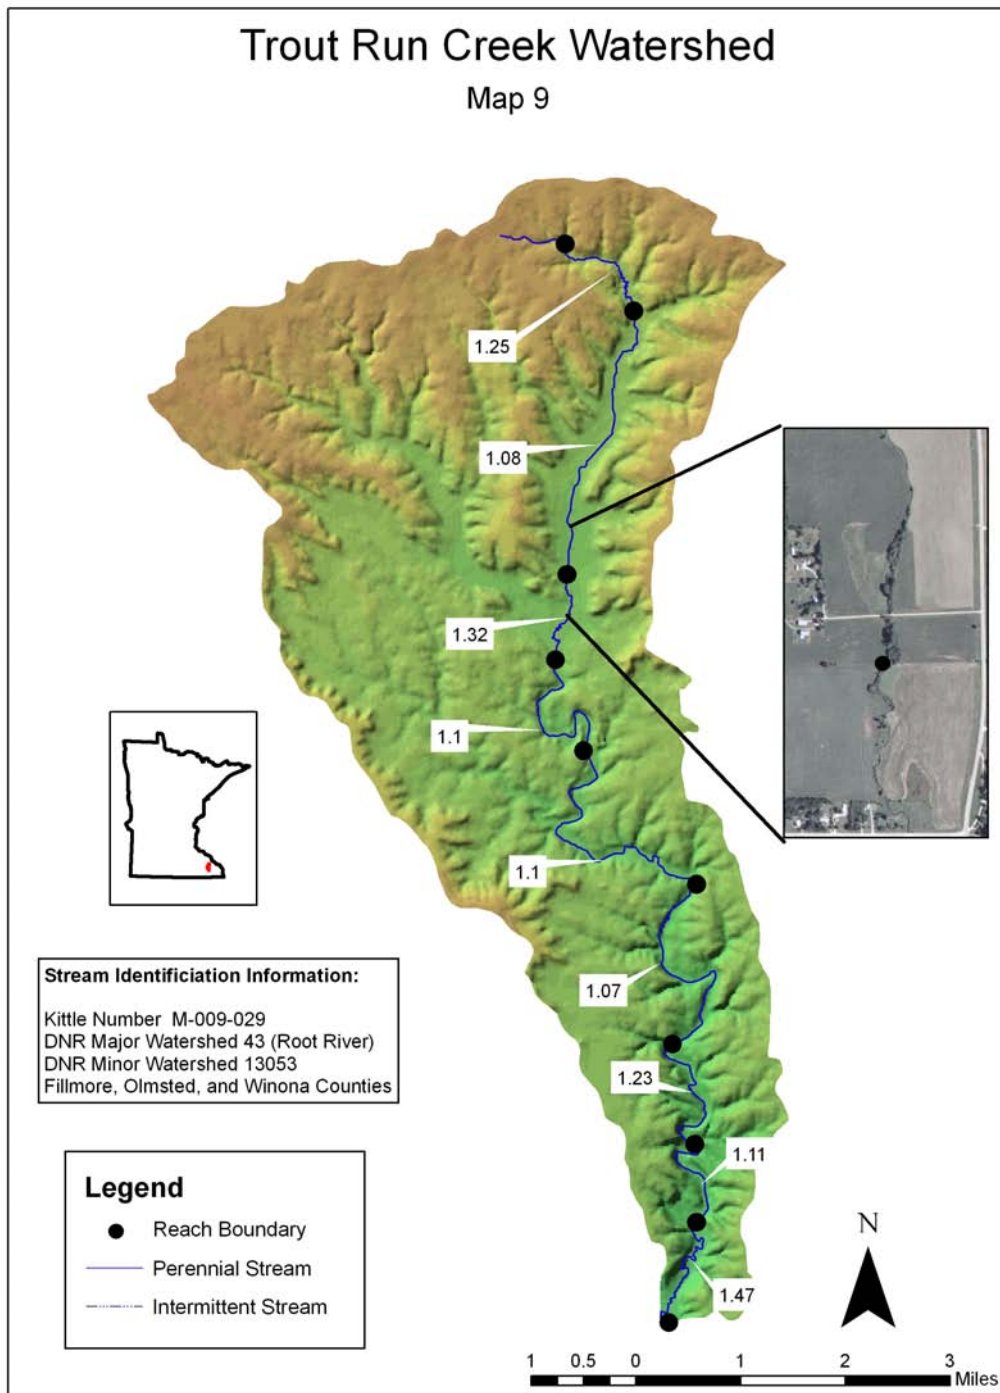 Trout Run Creek Watershed
Map 9
1.25
1.08
1.32
1.1
1.1
1.07
1.23
1.11
1.47
Stream Identificiation Information:
Kittle Number M-009-029
DNR Major Watershed 43 (Root River)
DNR Minor Watershed 13053
Fillmore, Olmsted, and Winona Counties
Legend
Reach Boundary
Perennial Stream
Intermittent Stream
N
1 0.5 0 1 2 3
Miles